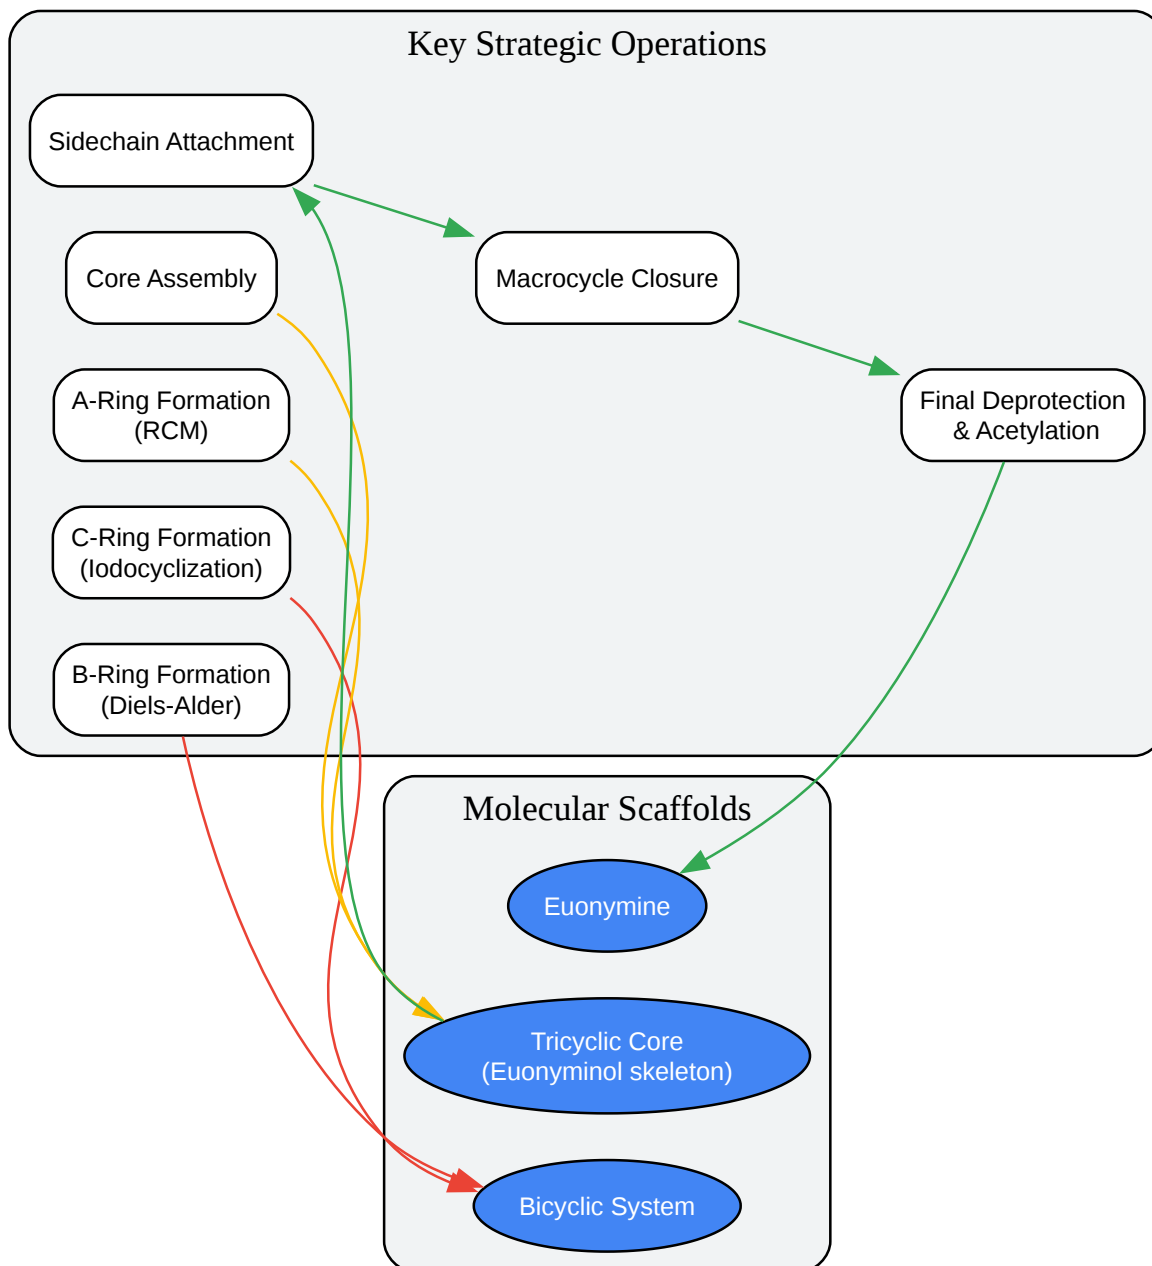 Key Strategic Operations
Sidechain Attachment
Core Assembly
Macrocycle Closure
A-Ring Formation
(RCM)
Final Deprotection
& Acetylation
C-Ring Formation
(Iodocyclization)
B-Ring Formation
(Diels-Alder)
Molecular Scaffolds
Euonymine
Tricyclic Core
(Euonyminol skeleton)
Bicyclic System